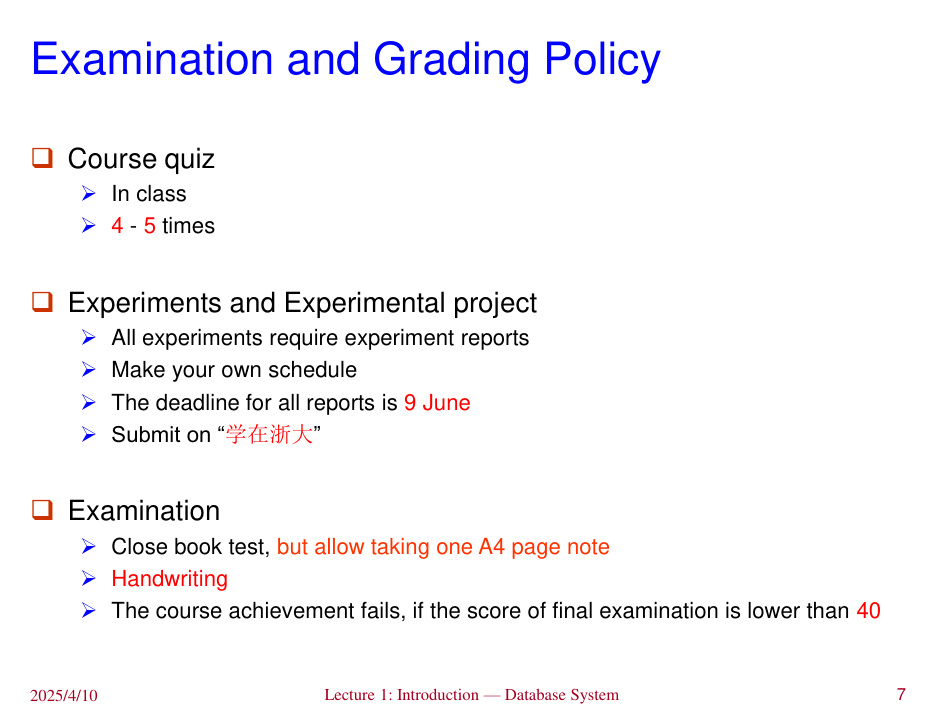 Examination and Grading Policy
Course quiz
In class
4 - 5 times
Experiments and Experimental project
All experiments require experiment reports
Make your own schedule
The deadline for all reports is 9 June
Submit on “学在浙大”
Examination
Close book test, but allow taking one A4 page note
Handwriting
The course achievement fails, if the score of final examination is lower than 40
2025/4/10 Lecture 1: Introduction — Database System 7